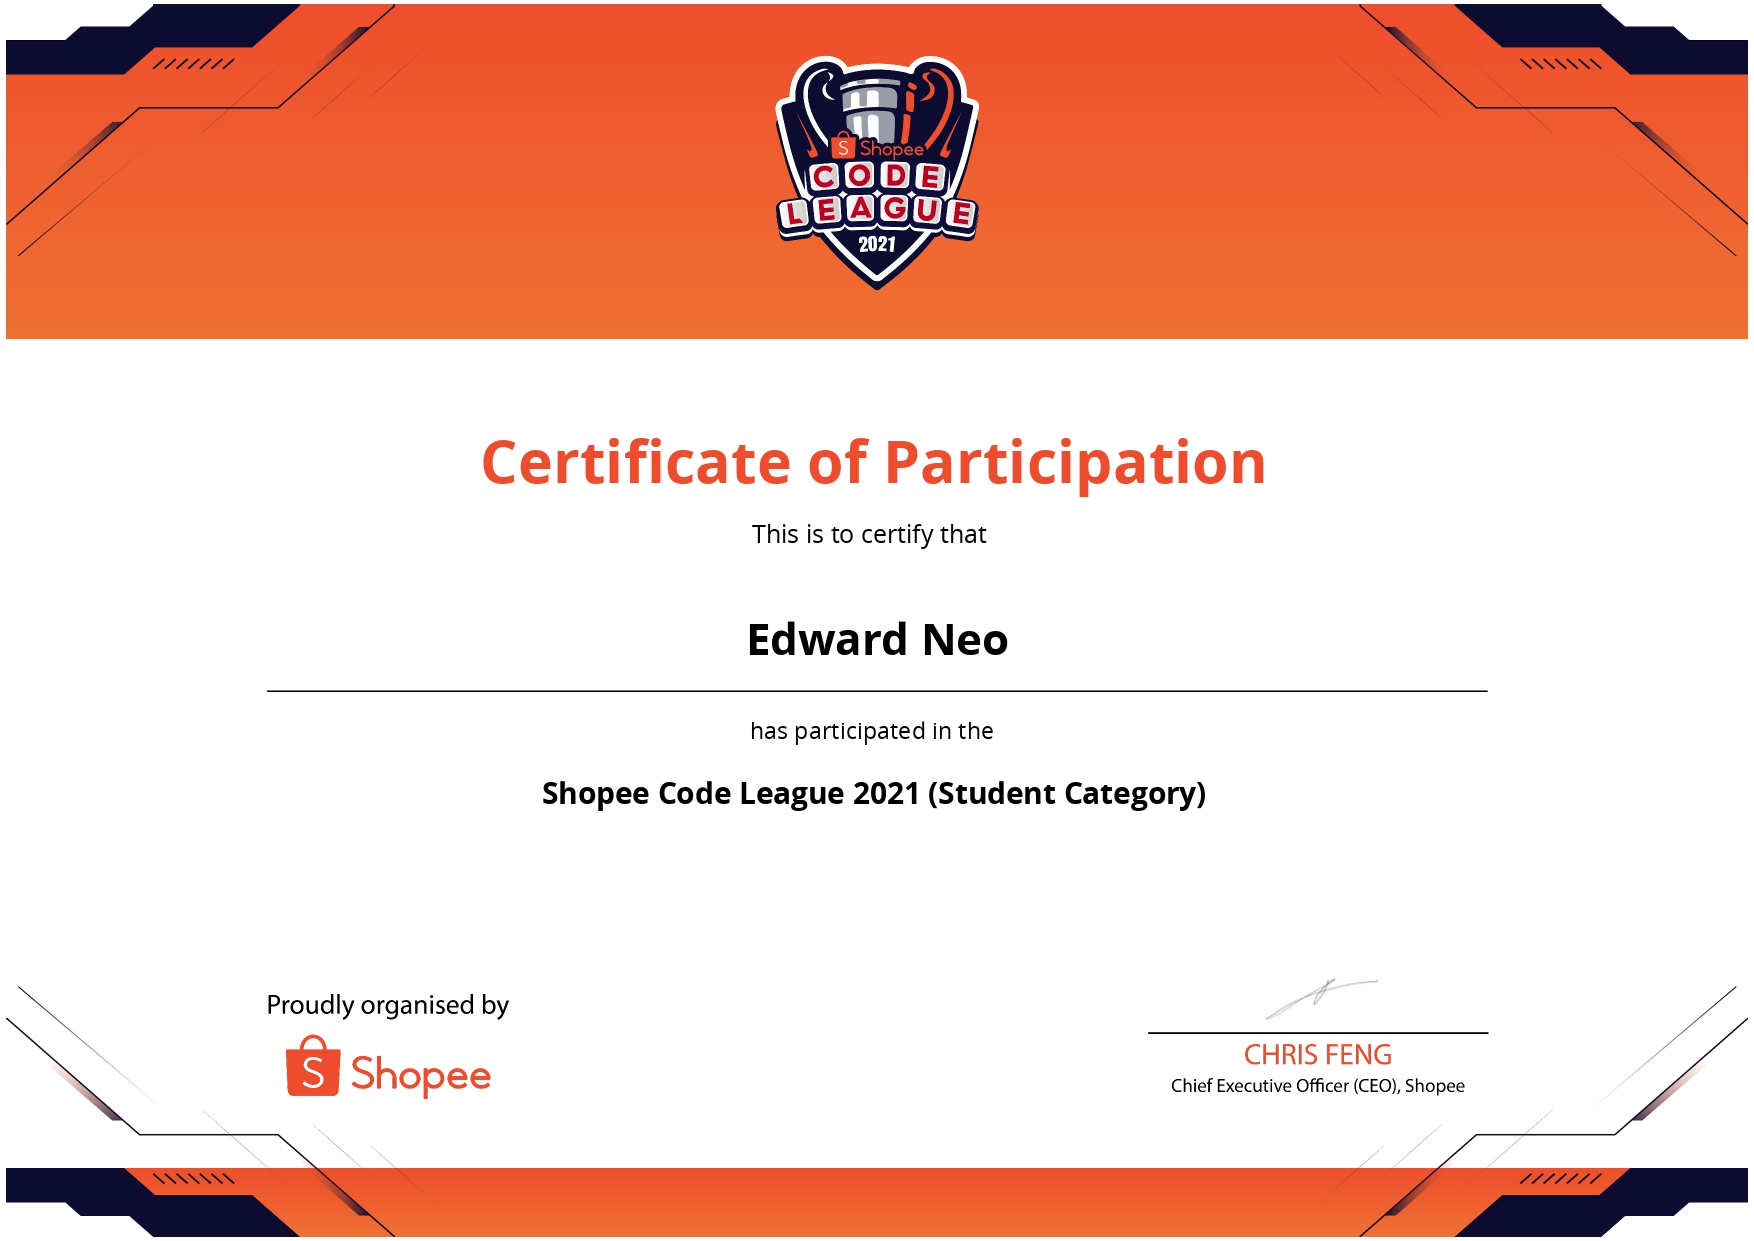 S Shopee
CODE
LEAGUE
2021
Certificate of Participation
This is to certify that
Edward Neo
has participated in the
Shopee Code League 2021 (Student Category)
Proudly organised by
S Shopee
CHRIS FENG
Chief Executive Officer (CEO), Shopee